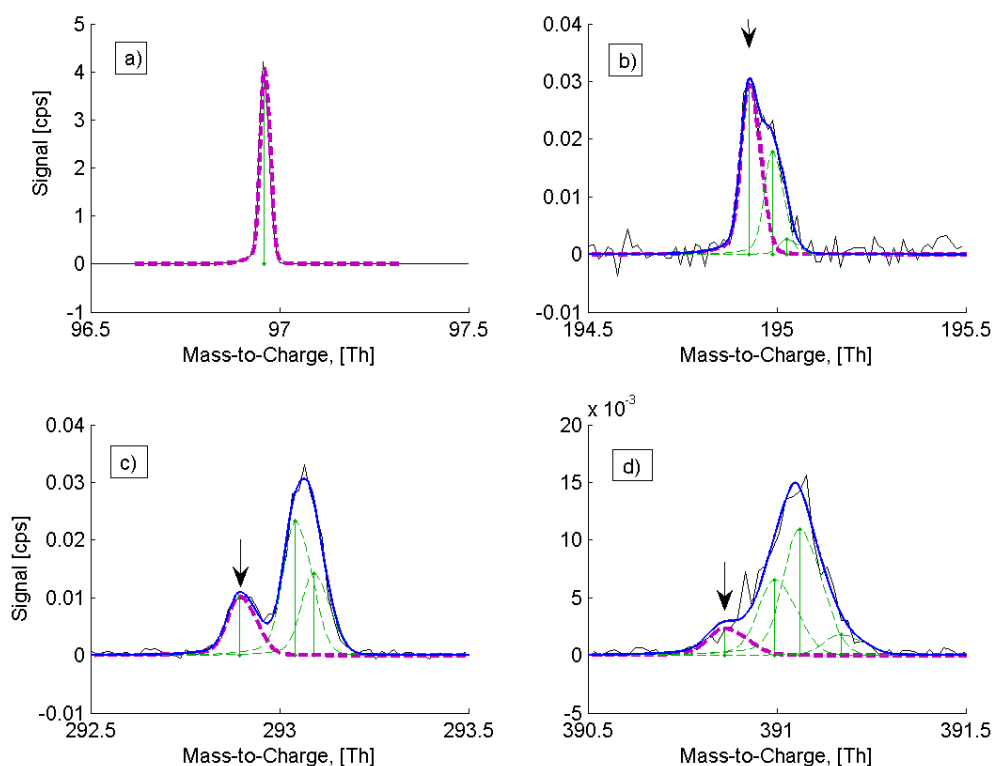 a)
5
4
3
2
1
0
-1
Signal [cps]
96.5 97 97.5
Mass-to-Charge, [Th]
b)
0.04
0.03
0.02
0.01
0
-0.01
194.5 195 195.5
Mass-to-Charge, [Th]
c)
0.04
0.03
0.02
0.01
0
-0.01
Signal [cps]
292.5 293 293.5
Mass-to-Charge, [Th]
x 10-3
d)
20
15
10
5
0
-5
390.5 391 391.5
Mass-to-Charge, [Th]